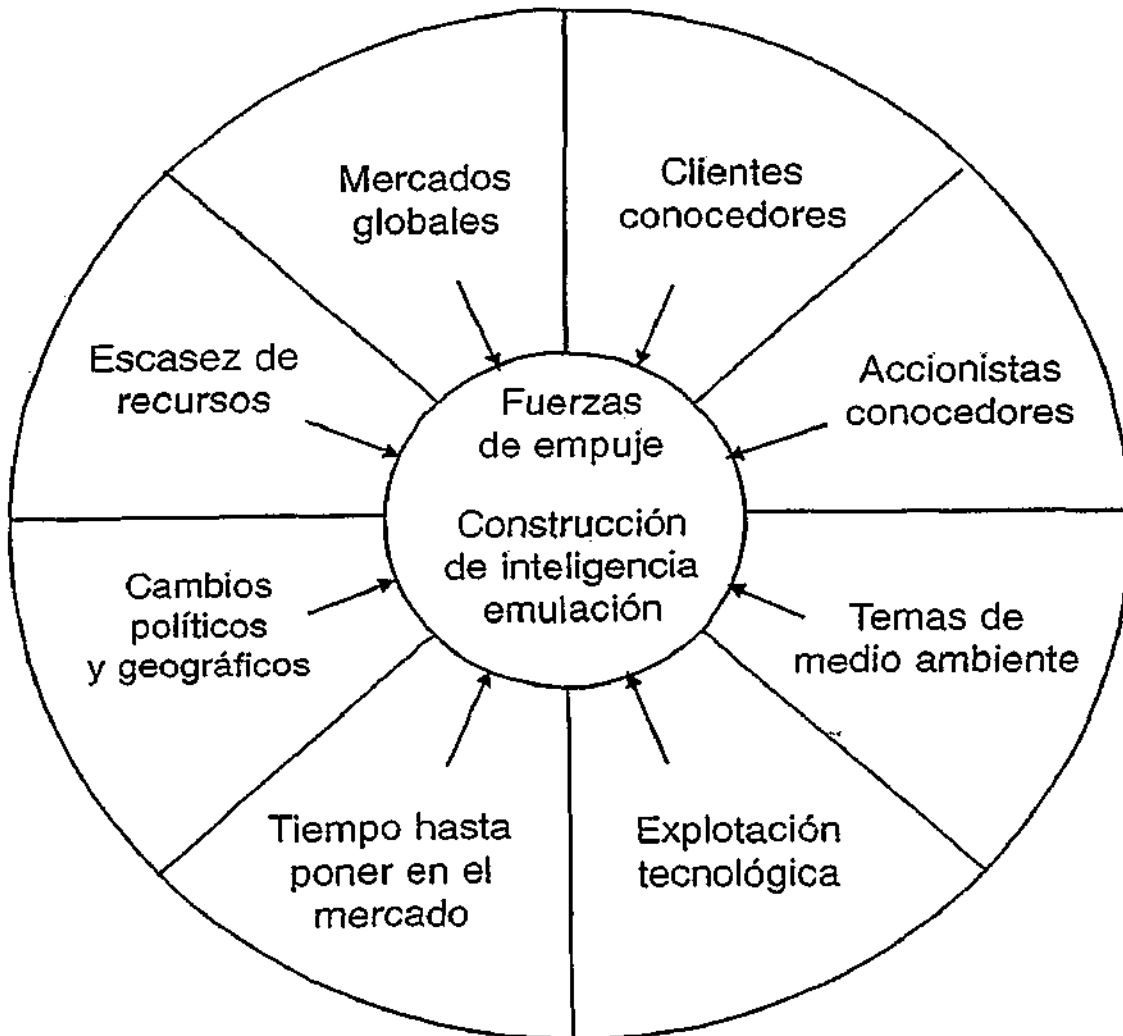 Mercados
globales
Clientes
conocedores
Accionistas
conocedores
Temas de
medio ambiente
Explotación
tecnológica
Tiempo hasta
poner en el
mercado
Cambios
políticos
y geográficos
Escasez de
recursos
Fuerzas
de empuje
Construcción
de inteligencia
emulación